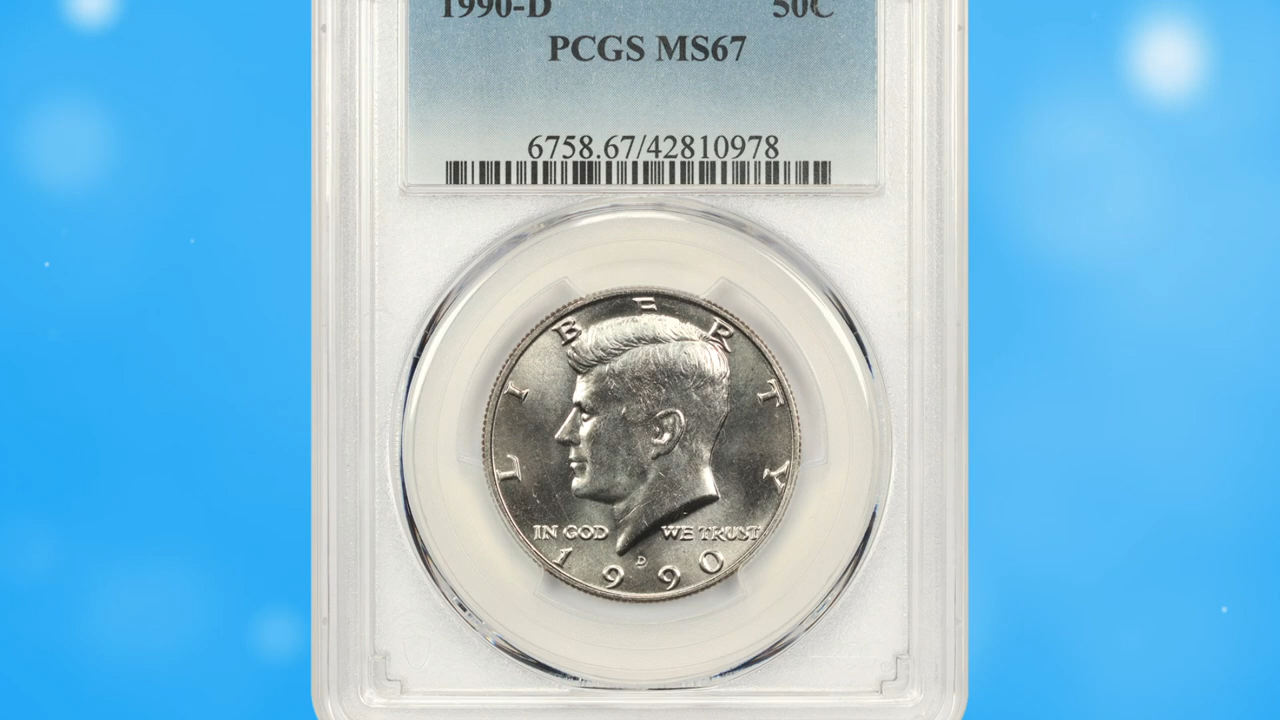 1990-D 50C
PCGS MS67
6758.67/42810978
LIBERTY
IN GOD WE TRUST
D
1990